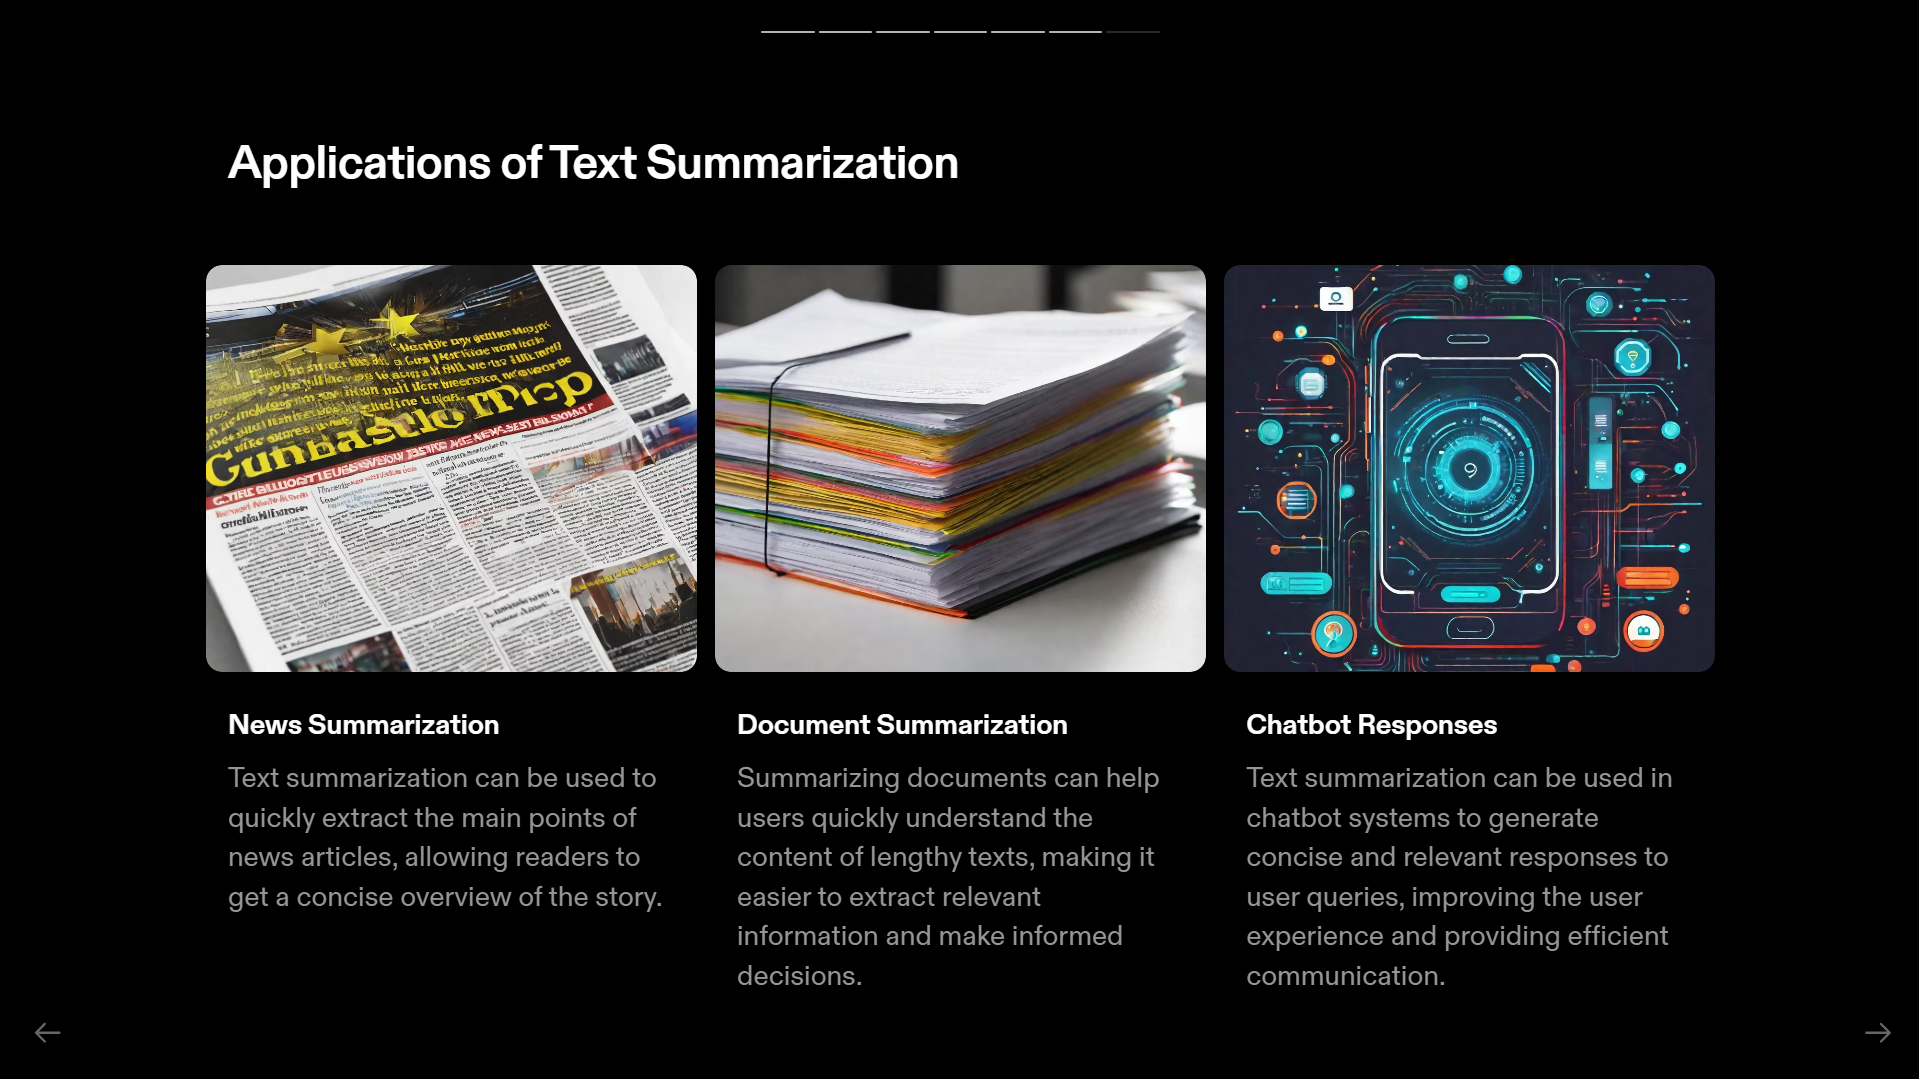 Applications of Text Summarization
News Summarization
Text summarization can be used to
quickly extract the main points of
news articles, allowing readers to
get a concise overview of the story.
Document Summarization
Summarizing documents can help
users quickly understand the
content of lengthy texts, making it
easier to extract relevant
information and make informed
decisions.
Chatbot Responses
Text summarization can be used in
chatbot systems to generate
concise and relevant responses to
user queries, improving the user
experience and providing efficient
communication.